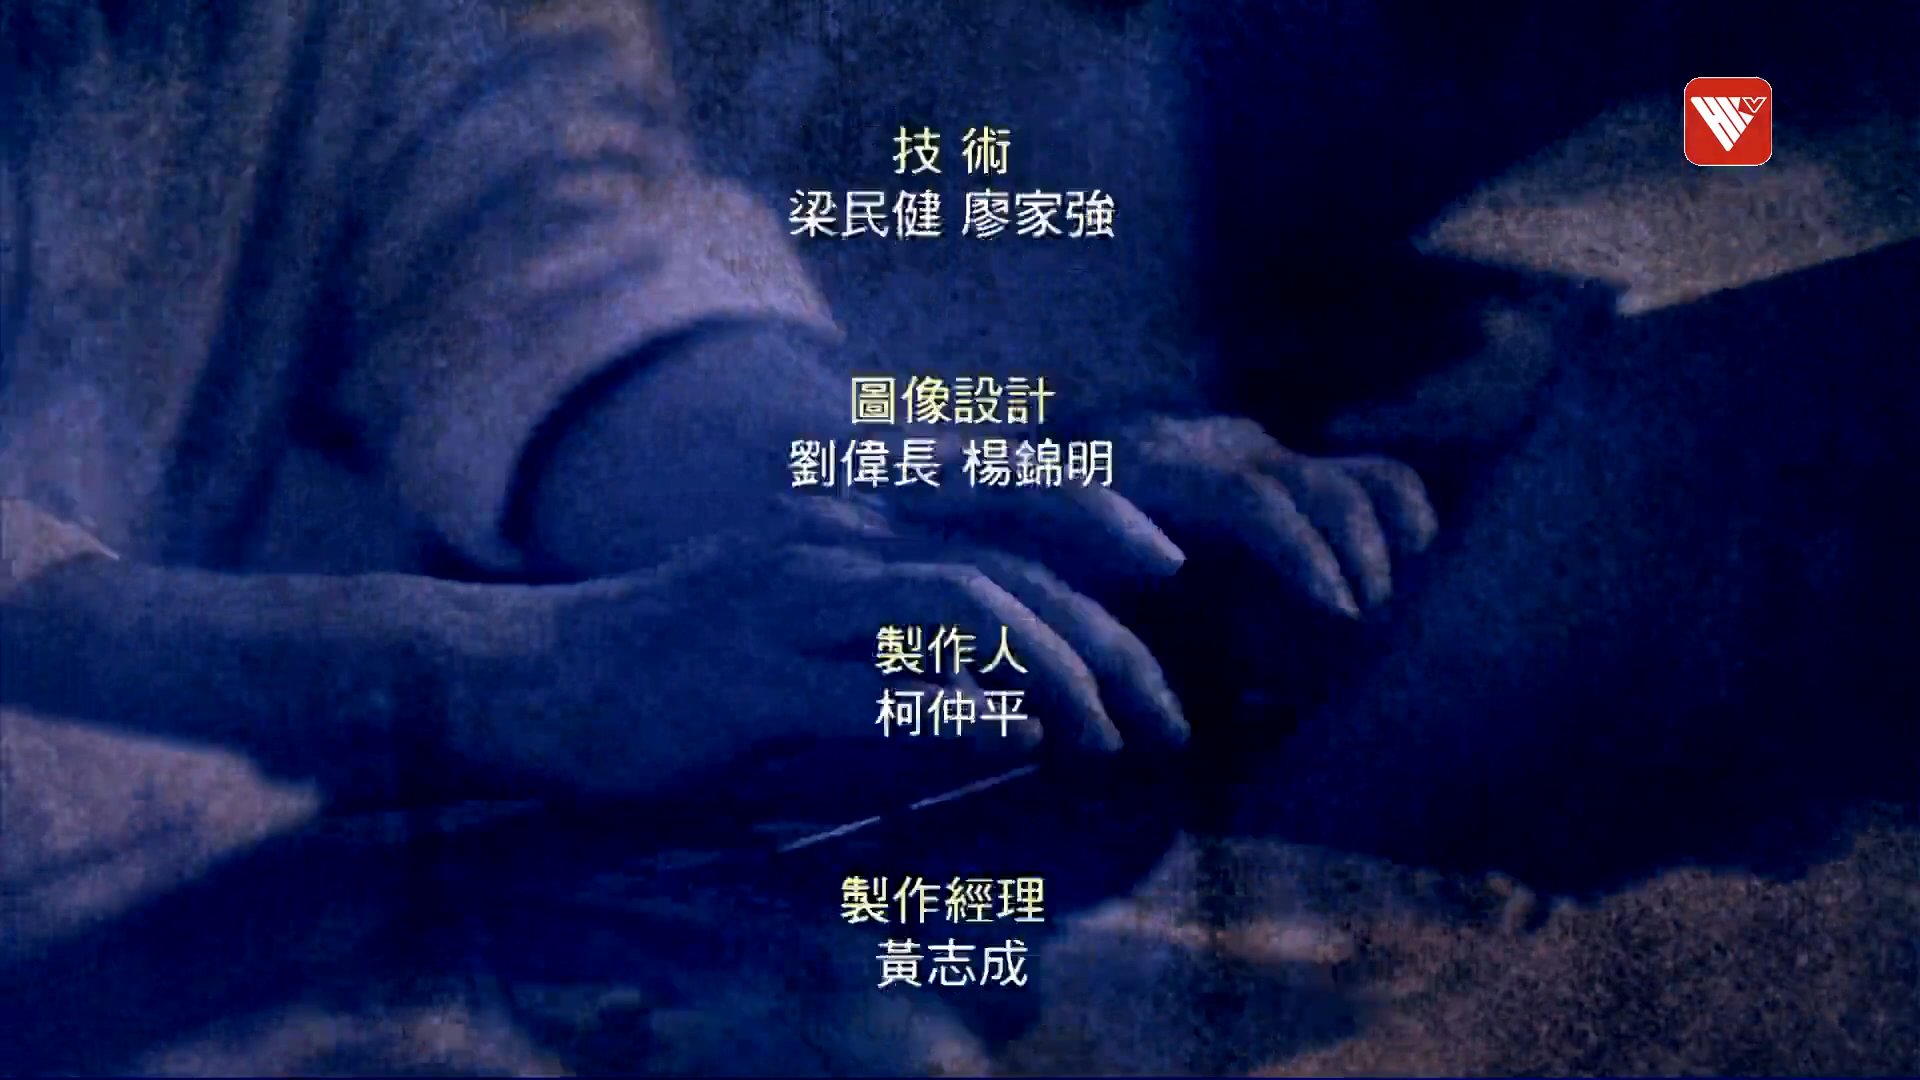 技 術
梁民健 廖家強
圖像設計
劉偉長 楊錦明
製作人
柯仲平
製作經理
黃志成